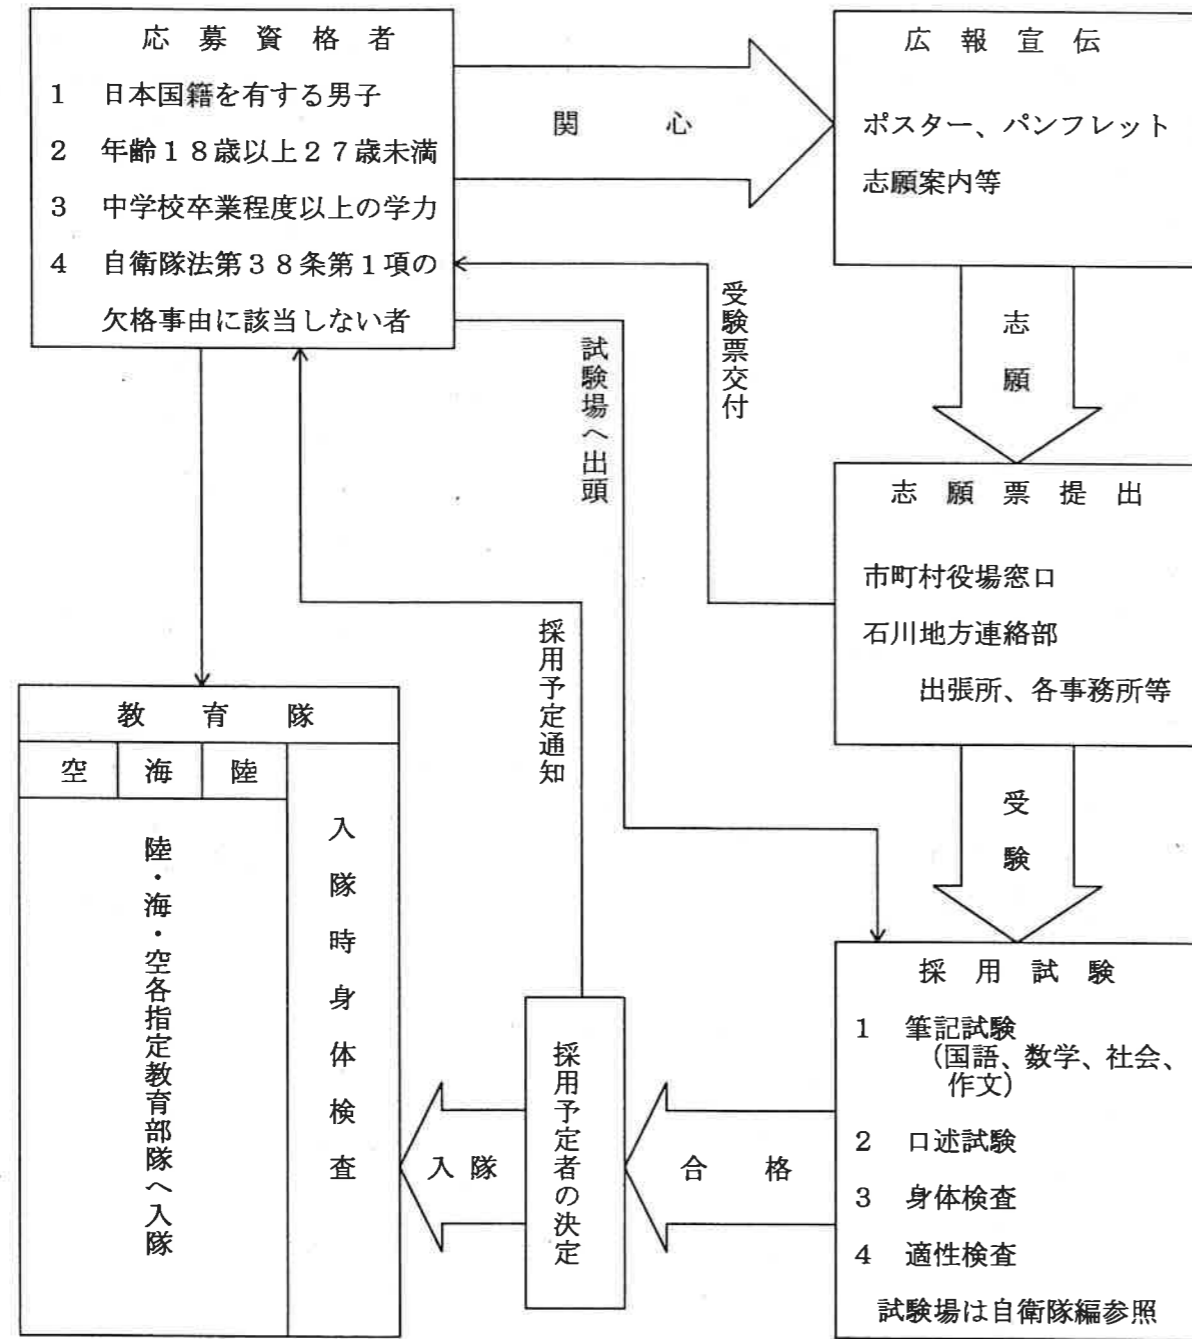 応募資格者
1 日本国籍を有する男子
2 年齢18歳以上27歳未満
3 中学校卒業程度以上の学力
4 自衛隊法第38条第1項の
欠格事由に該当しない者
関心
広報宣伝
ポスター、パンフレット
志願案内等
志願
受験票交付
試験場へ出頭
志願票提出
市町村役場窓口
石川地方連絡部
出張所、各事務所等
受験
採用試験
1 筆記試験
(国語、数学、社会、
作文)
2 口述試験
3 身体検査
4 適性検査
試験場は自衛隊編参照
合格
採用予定者の決定
採用予定通知
入隊
教育隊
空 海 陸
入隊時身体検査
陸・海・空各指定教育部隊へ入隊